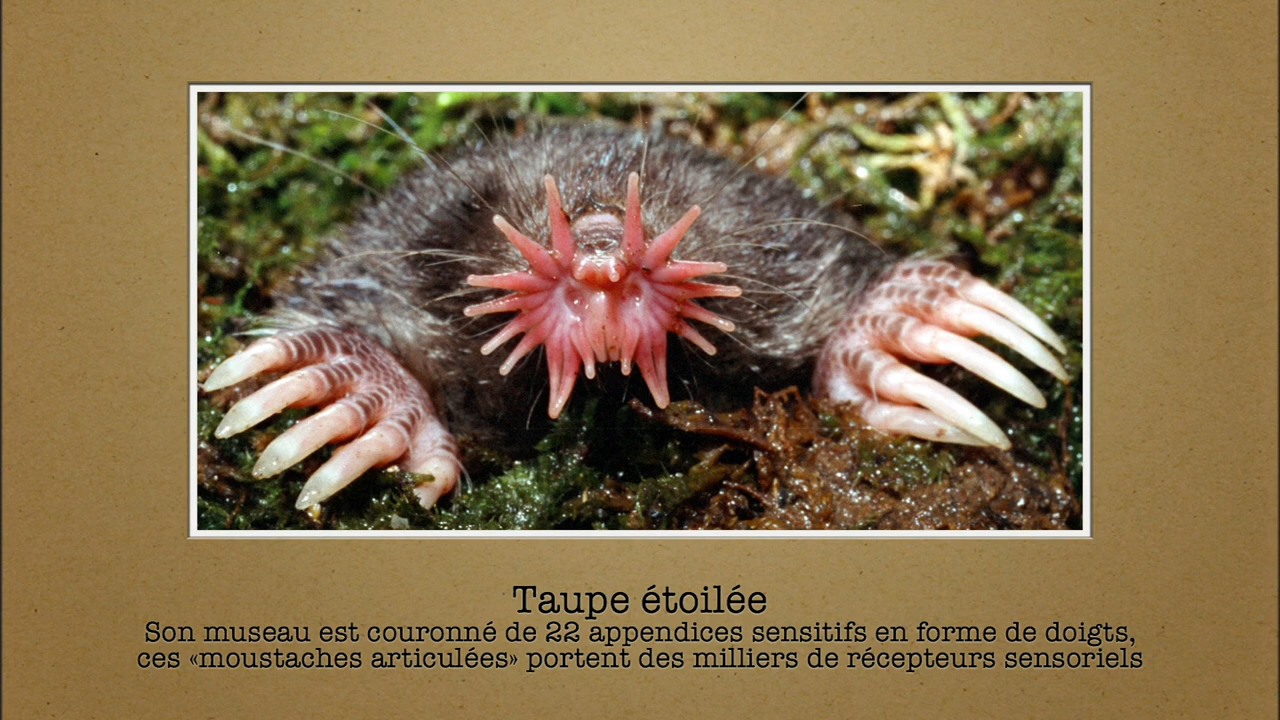 Taupe étoilée
Son museau est couronné de 22 appendices sensitifs en forme de doigts,
ces «moustaches articulées» portent des milliers de récepteurs sensoriels